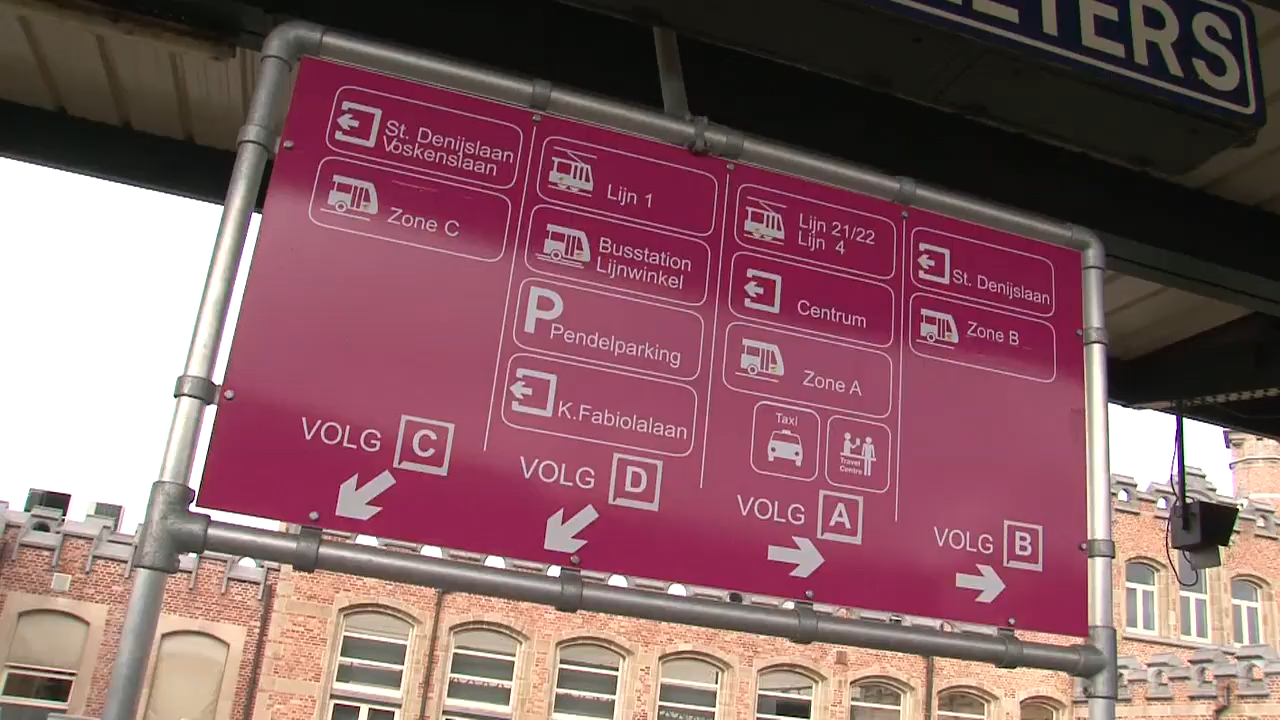 ETERS
St. Denijslaan
Voskenslaan
Zone C
VOLG C
Lijn 1
Busstation
Lijnwinkel
P
Pendelparking
K.Fabiolalaan
VOLG D
Lijn 21/22
Lijn 4
Centrum
Zone A
Taxi
Travel
Centre
VOLG A
St. Denijslaan
Zone B
VOLG B